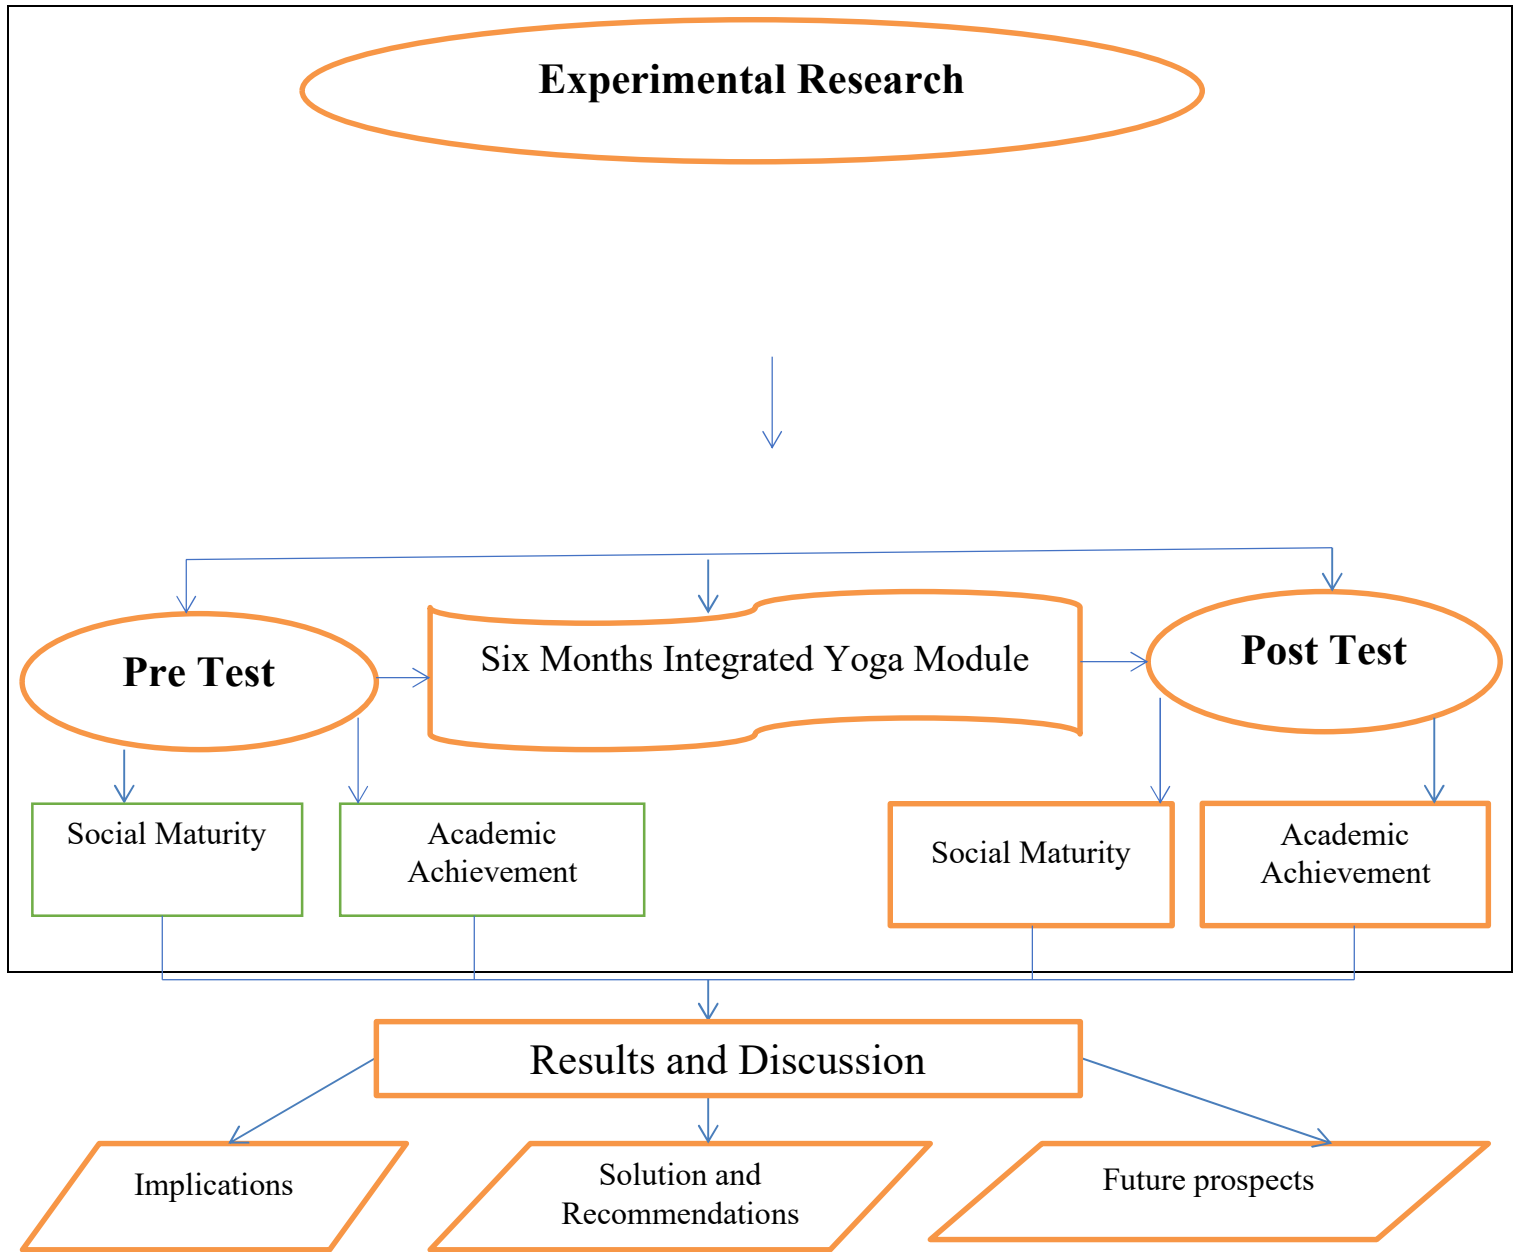 Experimental Research
Pre Test
Six Months Integrated Yoga Module
Post Test
Social Maturity
Academic
Achievement
Social Maturity
Academic
Achievement
Results and Discussion
Implications
Solution and
Recommendations
Future prospects